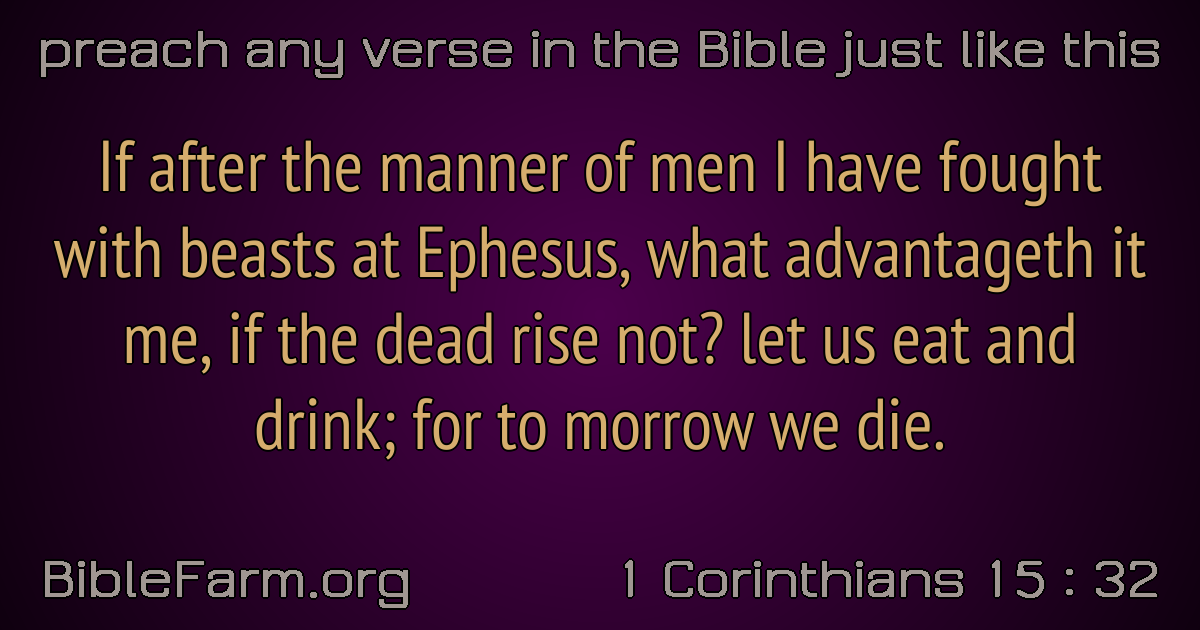 preach any verse in the Bible just like this
If after the manner of men I have fought
with beasts at Ephesus, what advantageth it
me, if the dead rise not? let us eat and
drink; for to morrow we die.
BibleFarm.org
1 Corinthians 15 : 32